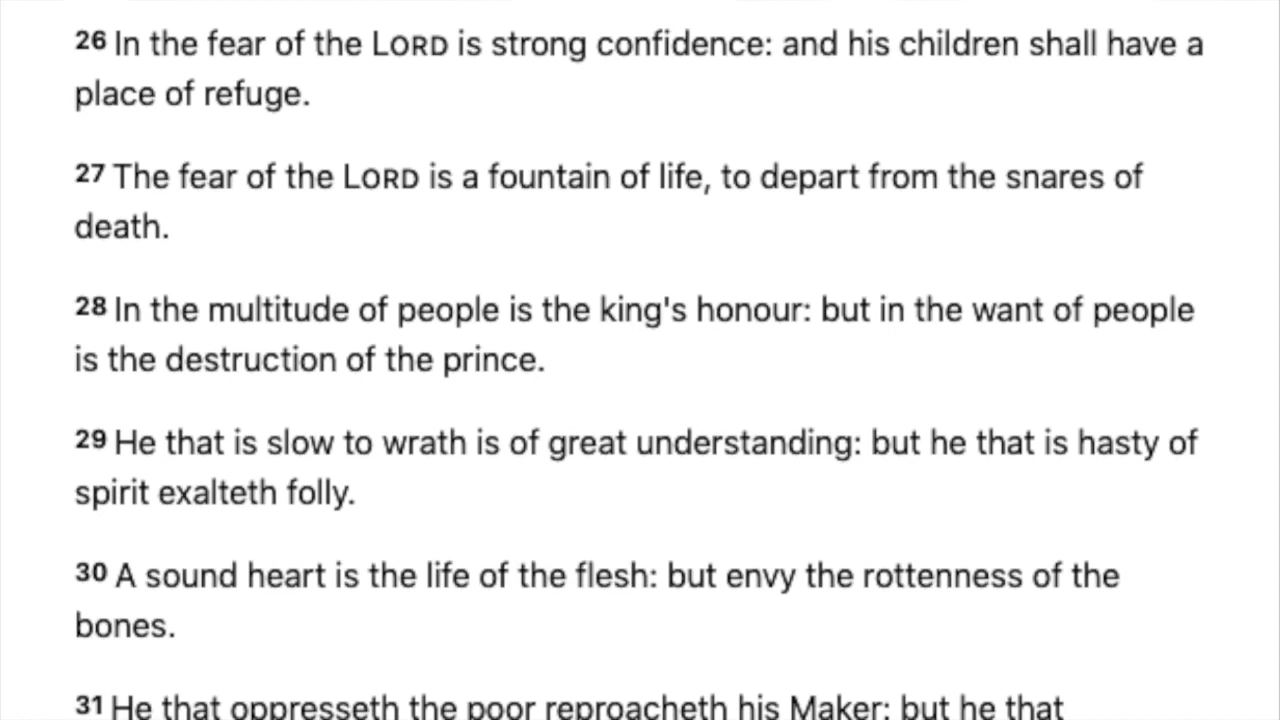 26 In the fear of the LORD is strong confidence: and his children shall have a
place of refuge.
27 The fear of the LORD is a fountain of life, to depart from the snares of
death.
28 In the multitude of people is the king's honour: but in the want of people
is the destruction of the prince.
29 He that is slow to wrath is of great understanding: but he that is hasty of
spirit exalteth folly.
30 A sound heart is the life of the flesh: but envy the rottenness of the
bones.
31 He that oppresseth the poor reproacheth his Maker: but he that